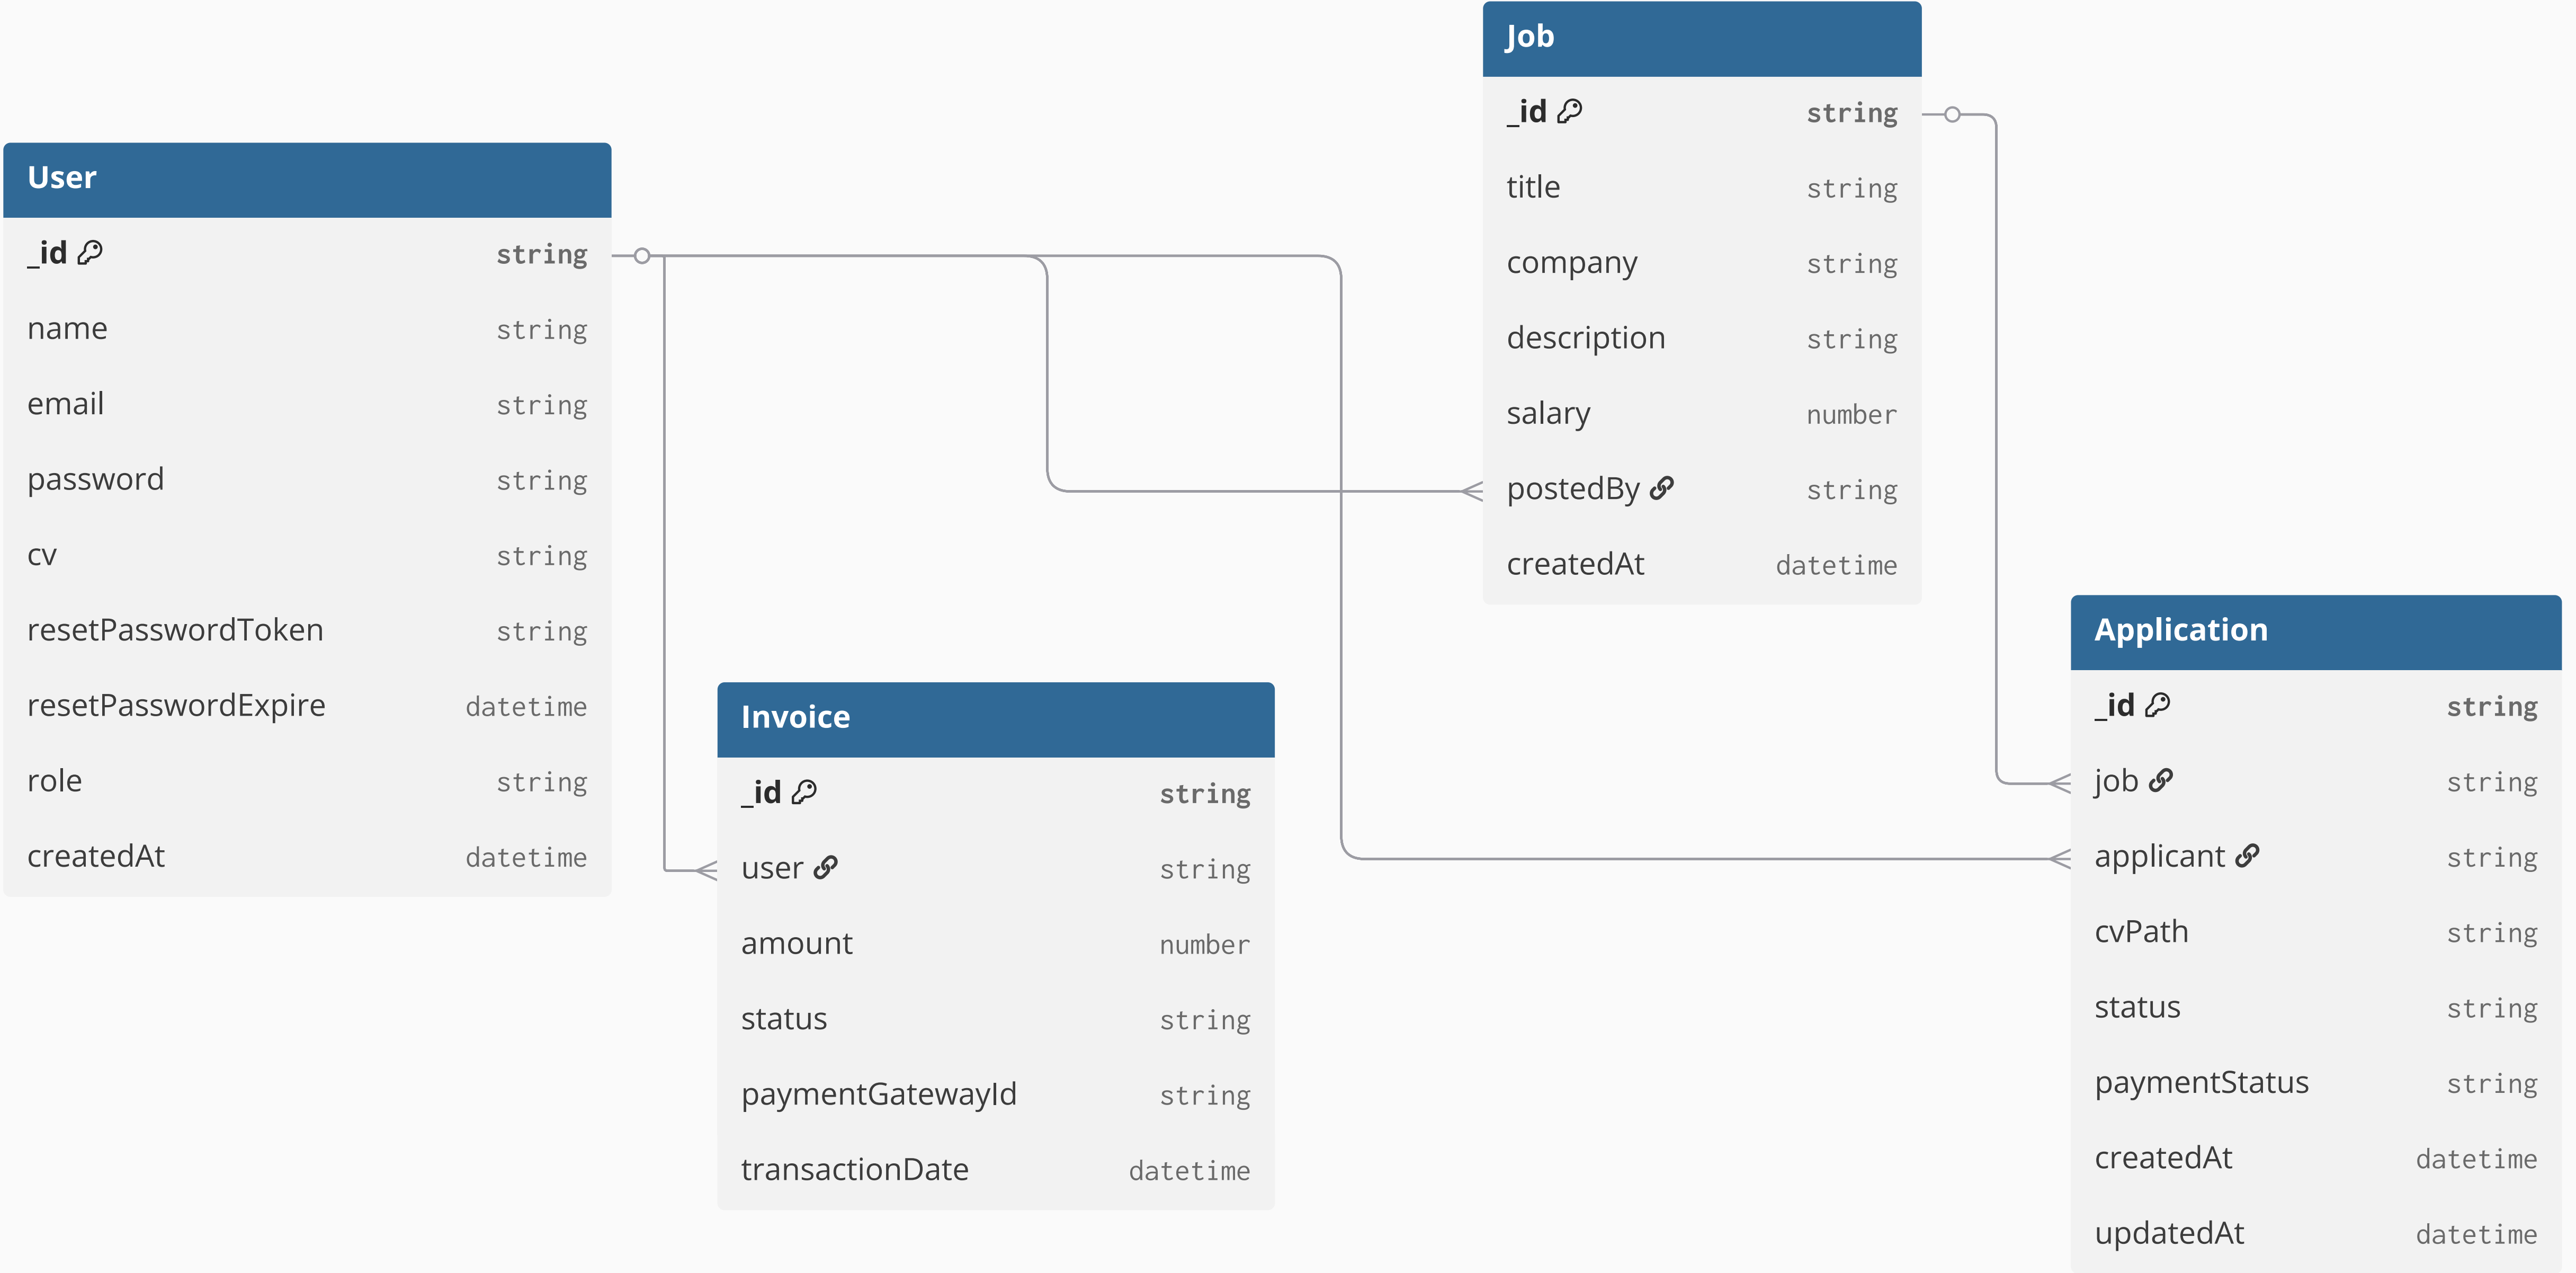 User
_id string
name string
email string
password string
cv string
resetPasswordToken string
resetPasswordExpire datetime
role string
createdAt datetime
Invoice
_id string
user string
amount number
status string
paymentGatewayId string
transactionDate datetime
Job
_id string
title string
company string
description string
salary number
postedBy string
createdAt datetime
Application
_id string
job string
applicant string
cvPath string
status string
paymentStatus string
createdAt datetime
updatedAt datetime